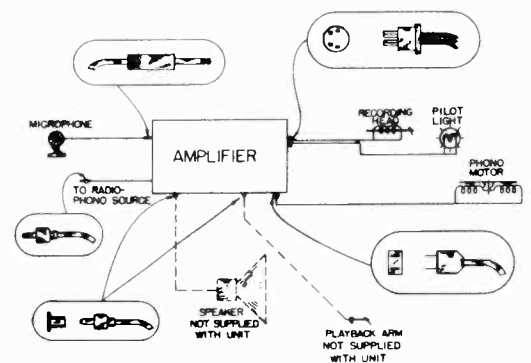 MICROPHONE
AMPLIFIER
RECORDING
HEAD
PILOT
LIGHT
PHONO
MOTOR
TO RADIO-
PHONO SOURCE
SPEAKER
NOT SUPPLIED
WITH UNIT
PLAYBACK ARM
NOT SUPPLIED
WITH UNIT